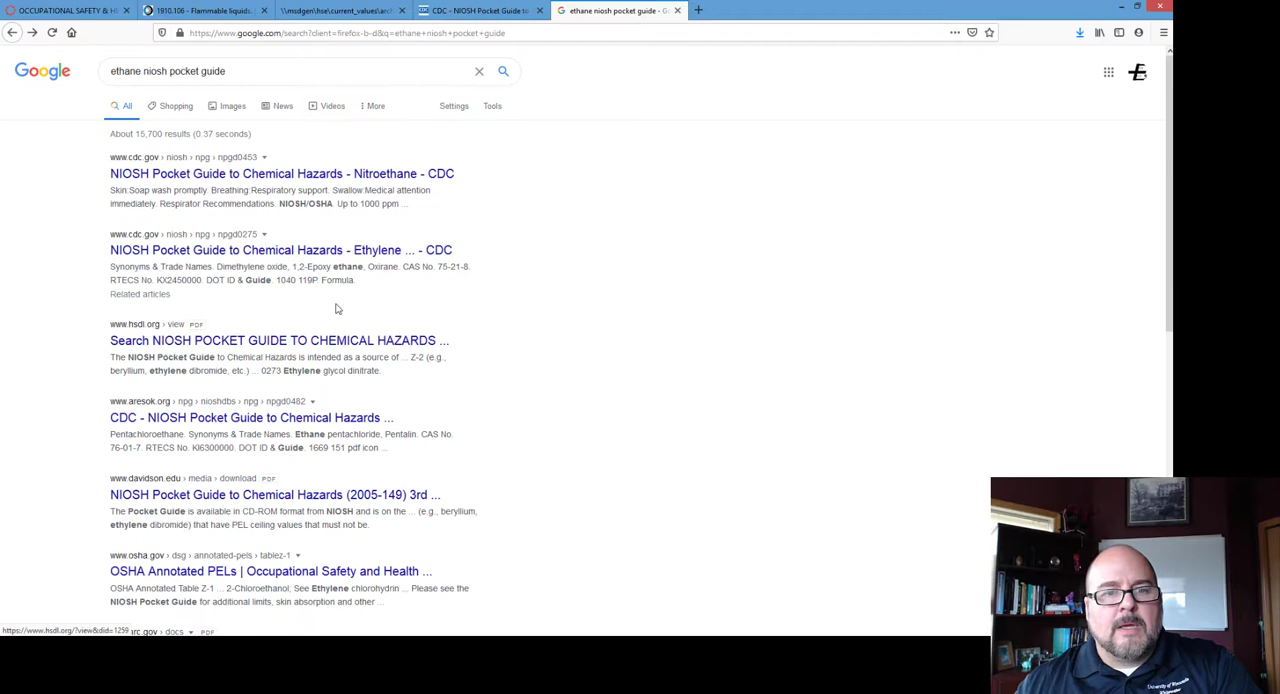 OCCUPATIONAL SAFETY & HE
1910.106 - Flammable liquids.
\\msdgen\hse\current_values\arch
CDC - NIOSH Pocket Guide to
ethane niosh pocket guide - Go
https://www.google.com/search?client=firefox-b-d&q=ethane+niosh+pocket+guide
Google
ethane niosh pocket guide
All Shopping Images News Videos More Settings Tools
About 15,700 results (0.37 seconds)
www.cdc.gov › niosh › npg › npgd0453
NIOSH Pocket Guide to Chemical Hazards - Nitroethane - CDC
Skin:Soap wash promptly. Breathing:Respiratory support. Swallow:Medical attention
immediately. Respirator Recommendations. NIOSH/OSHA. Up to 1000 ppm ...
www.cdc.gov › niosh › npg › npgd0275
NIOSH Pocket Guide to Chemical Hazards - Ethylene ... - CDC
Synonyms & Trade Names. Dimethylene oxide, 1,2-Epoxy ethane, Oxirane. CAS No. 75-21-8.
RTECS No. KX2450000. DOT ID & Guide. 1040 119P. Formula.
Related articles
www.hsdl.org › view PDF
Search NIOSH POCKET GUIDE TO CHEMICAL HAZARDS ...
The NIOSH Pocket Guide to Chemical Hazards is intended as a source of ... Z-2 (e.g.,
beryllium, ethylene dibromide, etc.) ... 0273 Ethylene glycol dinitrate.
www.aresok.org › npg › nioshdbs › npg › npgd0482
CDC - NIOSH Pocket Guide to Chemical Hazards ...
Pentachloroethane. Synonyms & Trade Names. Ethane pentachloride, Pentalin. CAS No.
76-01-7. RTECS No. KI6300000. DOT ID & Guide. 1669 151 pdf icon ...
www.davidson.edu › media › download PDF
NIOSH Pocket Guide to Chemical Hazards (2005-149) 3rd ...
The Pocket Guide is available in CD-ROM format from NIOSH and is on the ... (e.g., beryllium,
ethylene dibromide) that have PEL ceiling values that must not be.
www.osha.gov › dsg › annotated-pels › tablez-1
OSHA Annotated PELs | Occupational Safety and Health ...
OSHA Annotated Table Z-1 ... 2-Chloroethanol; See Ethylene chlorohydrin ... Please see the
NIOSH Pocket Guide for additional limits, skin absorption and other ...
https://www.hsdl.org/?view&did=1259
arc.gov › docs PDF